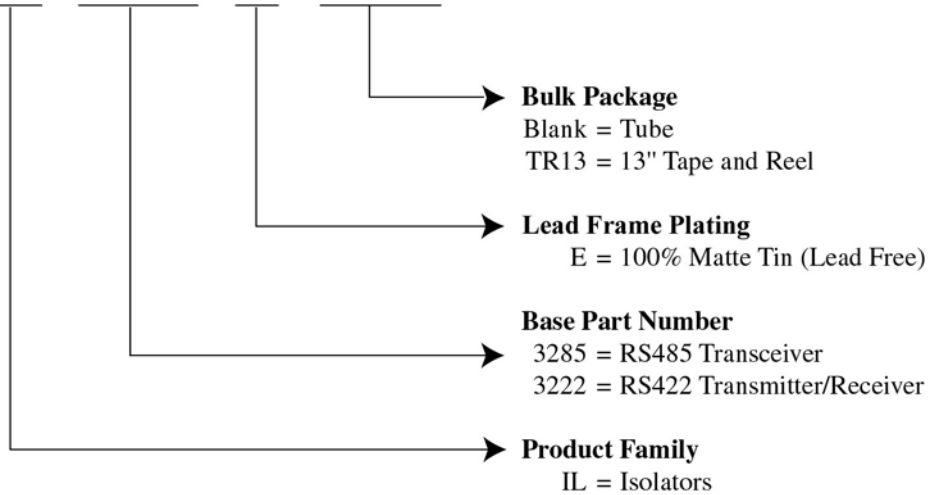 Bulk Package
Blank = Tube
TR13 = 13" Tape and Reel
Lead Frame Plating
E = 100% Matte Tin (Lead Free)
Base Part Number
3285 = RS485 Transceiver
3222 = RS422 Transmitter/Receiver
Product Family
IL = Isolators